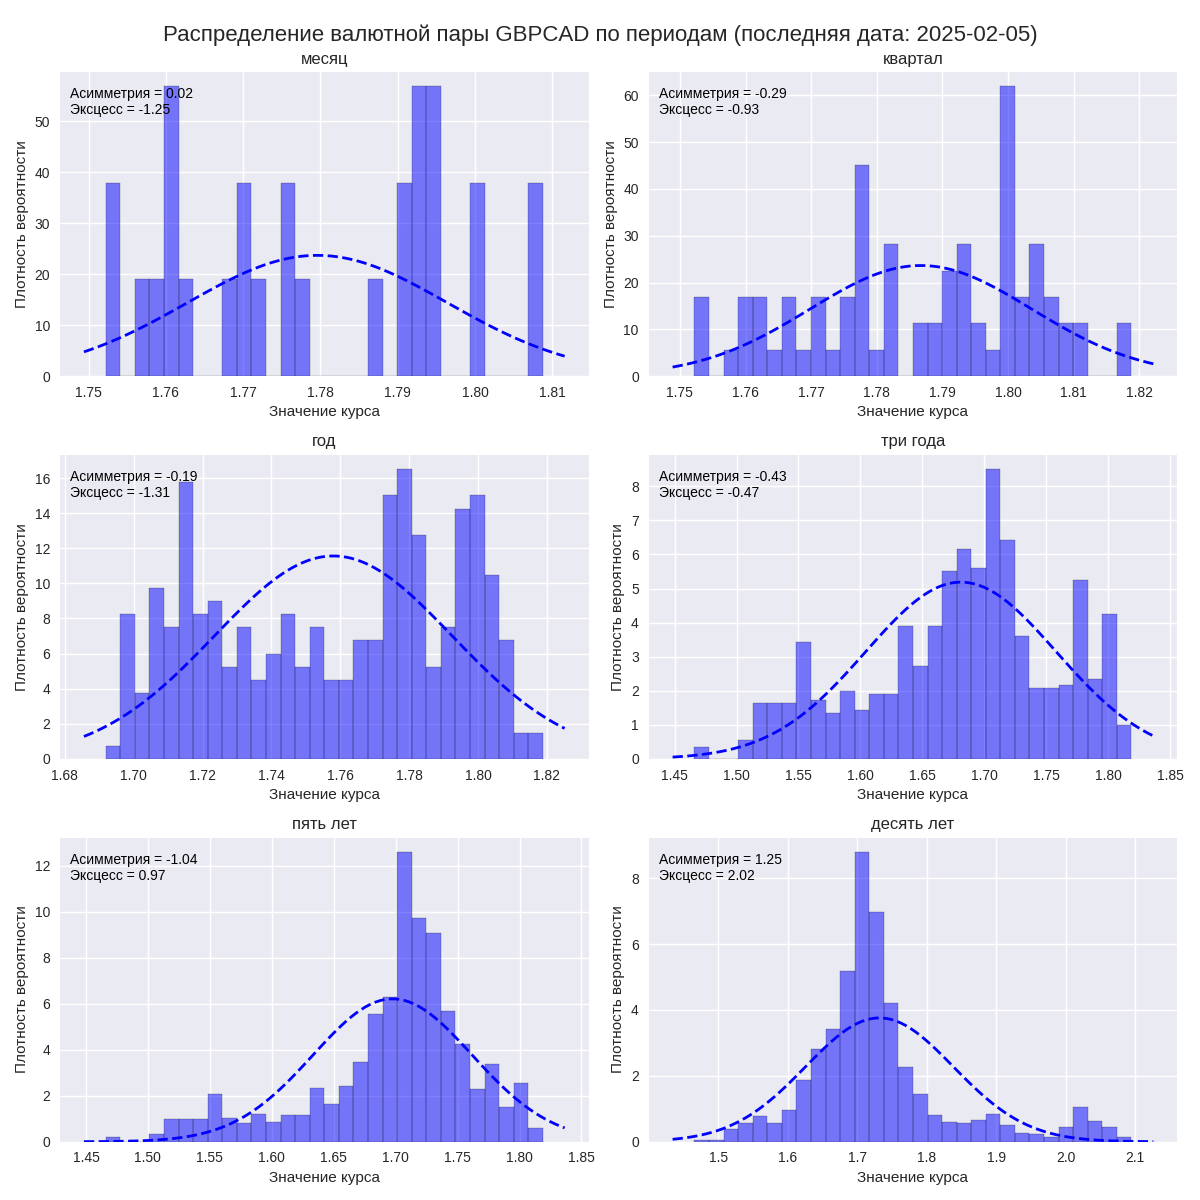 Распределение валютной пары GBPCAD по периодам (последняя дата: 2025-02-05)
месяц
Асимметрия = 0.02
Эксцесс = -1.25
Плотность вероятности
50
40
30
20
10
0
1.75 1.76 1.77 1.78 1.79 1.80 1.81
Значение курса
квартал
Асимметрия = -0.29
Эксцесс = -0.93
Плотность вероятности
60
50
40
30
20
10
0
1.75 1.76 1.77 1.78 1.79 1.80 1.81 1.82
Значение курса
год
Асимметрия = -0.19
Эксцесс = -1.31
Плотность вероятности
16
14
12
10
8
6
4
2
0
1.68 1.70 1.72 1.74 1.76 1.78 1.80 1.82
Значение курса
три года
Асимметрия = -0.43
Эксцесс = -0.47
Плотность вероятности
8
7
6
5
4
3
2
1
0
1.45 1.50 1.55 1.60 1.65 1.70 1.75 1.80 1.85
Значение курса
пять лет
Асимметрия = -1.04
Эксцесс = 0.97
Плотность вероятности
12
10
8
6
4
2
0
1.45 1.50 1.55 1.60 1.65 1.70 1.75 1.80 1.85
Значение курса
десять лет
Асимметрия = 1.25
Эксцесс = 2.02
Плотность вероятности
8
6
4
2
0
1.5 1.6 1.7 1.8 1.9 2.0 2.1
Значение курса